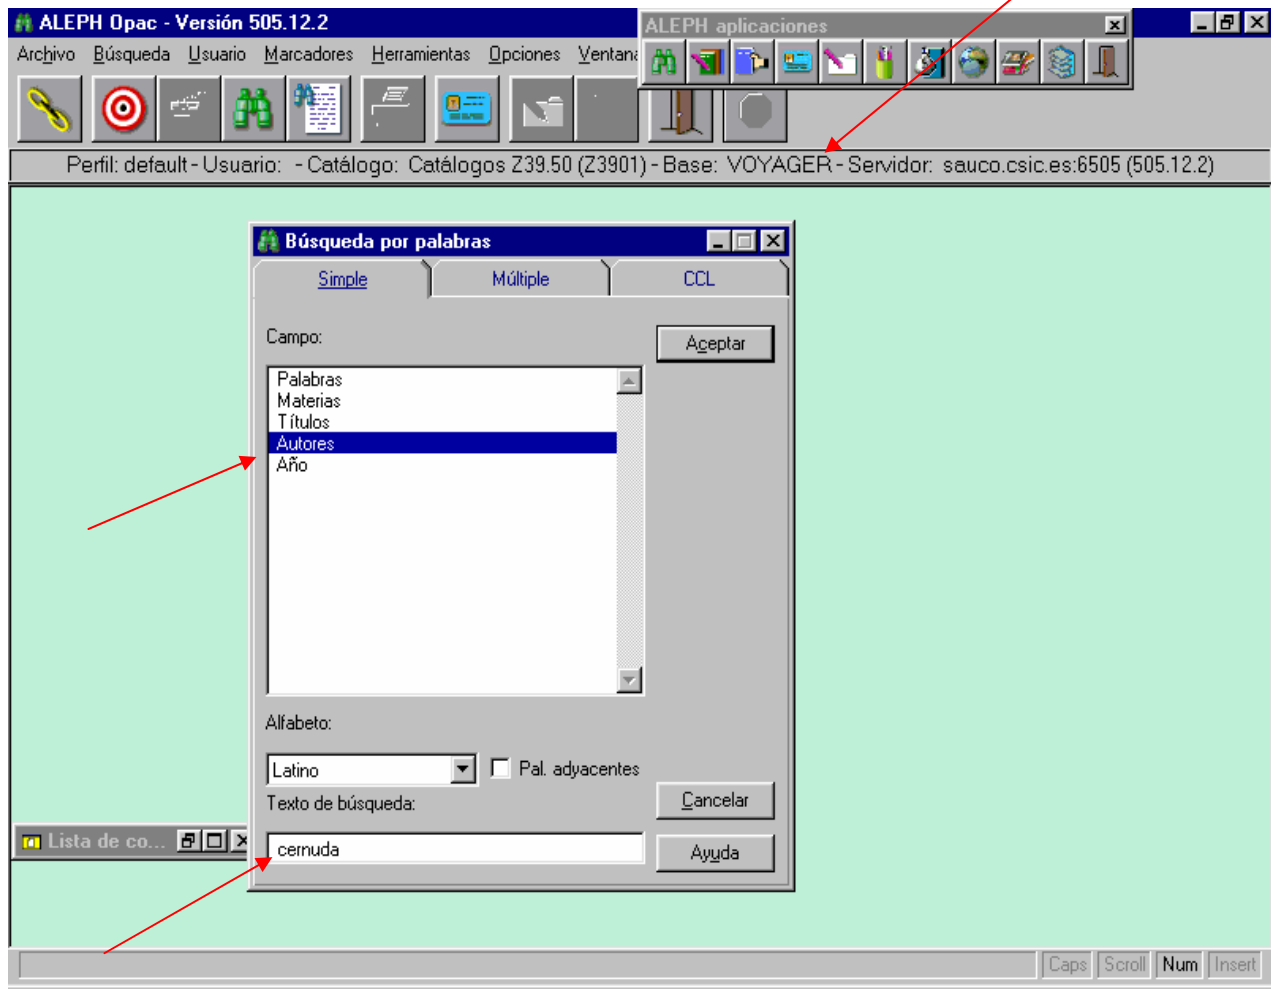 ALEPH Opac - Versión 505.12.2
ALEPH aplicaciones
Archivo Búsqueda Usuario Marcadores Herramientas Opciones Ventana
Perfil: default - Usuario: - Catálogo: Catálogos Z39.50 (Z3901) - Base: VOYAGER - Servidor: sauco.csic.es:6505 (505.12.2)
Búsqueda por palabras
Simple Múltiple CCL
Campo:
Aceptar
Palabras
Materias
Títulos
Autores
Año
Alfabeto:
Latino Pal. adyacentes
Texto de búsqueda:
Cancelar
Lista de co...
cernuda
Ayuda
Caps Scroll Num Insert